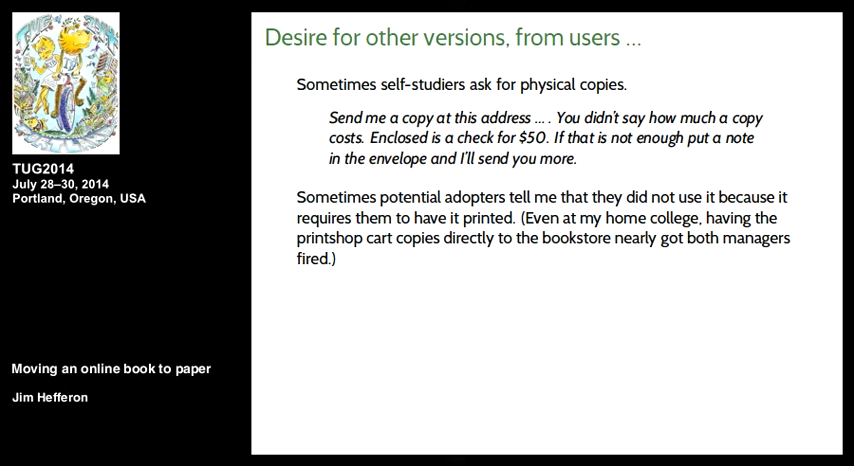 TUG2014
July 28–30, 2014
Portland, Oregon, USA
Moving an online book to paper
Jim Hefferon
Desire for other versions, from users ...
Sometimes self-studiers ask for physical copies.
Send me a copy at this address ... . You didn't say how much a copy
costs. Enclosed is a check for $50. If that is not enough put a note
in the envelope and I'll send you more.
Sometimes potential adopters tell me that they did not use it because it
requires them to have it printed. (Even at my home college, having the
printshop cart copies directly to the bookstore nearly got both managers
fired.)